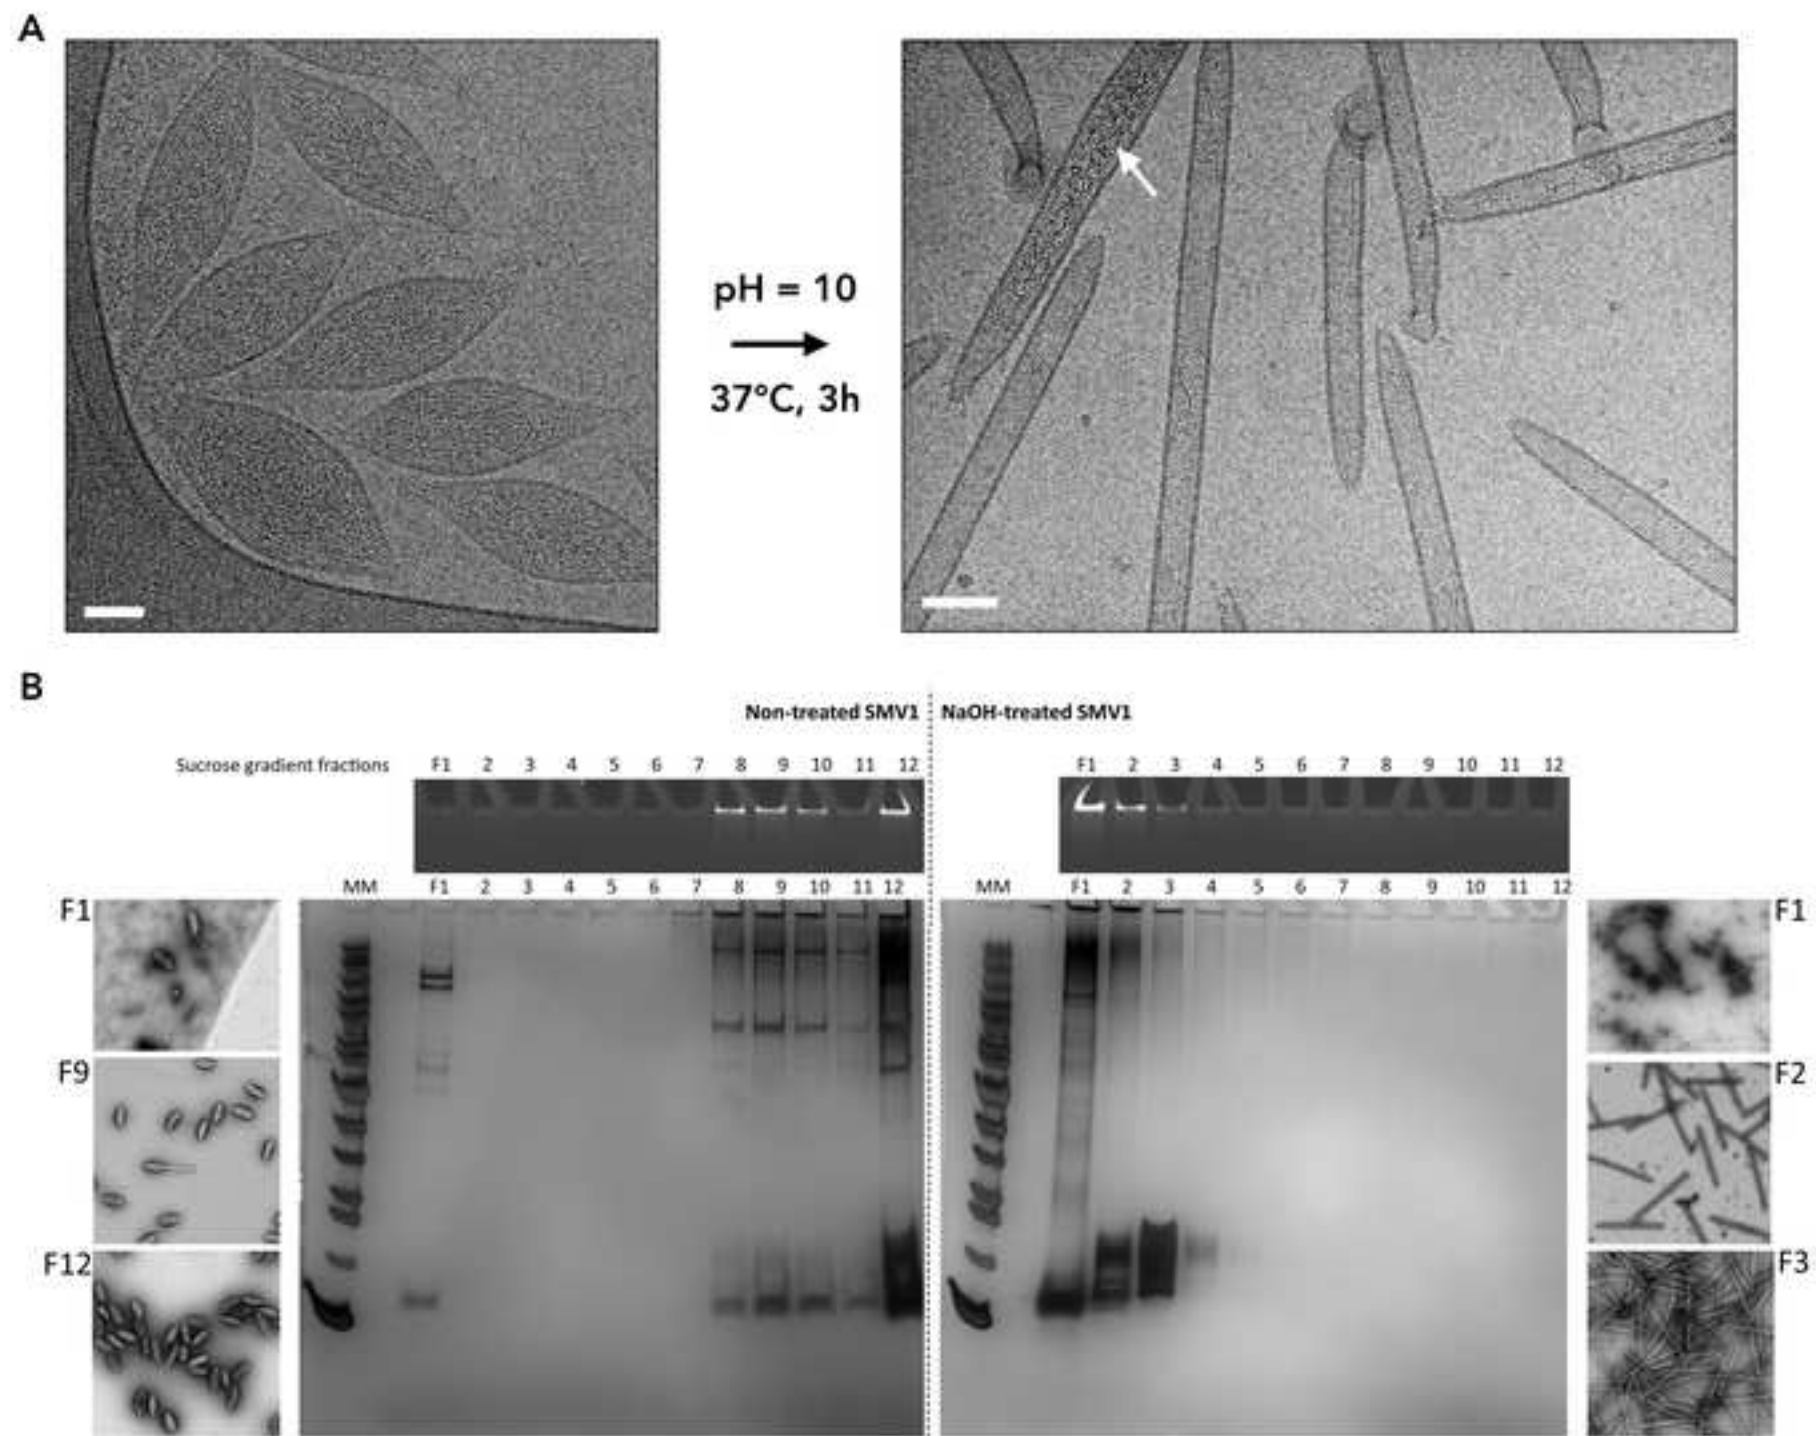 A
pH = 10
37°C, 3h
B
Non-treated SMV1
NaOH-treated SMV1
Sucrose gradient fractions
F1 2 3 4 5 6 7 8 9 10 11 12
F1 2 3 4 5 6 7 8 9 10 11 12
MM F1 2 3 4 5 6 7 8 9 10 11 12
MM F1 2 3 4 5 6 7 8 9 10 11 12
F1
F9
F12
F1
F2
F3